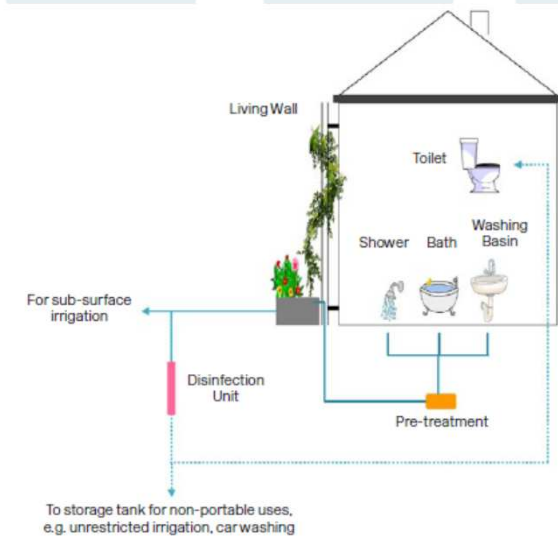 Living Wall
Toilet
Shower
Bath
Washing
Basin
For sub-surface
irrigation
Disinfection
Unit
Pre-treatment
To storage tank for non-portable uses,
e.g. unrestricted irrigation, car washing